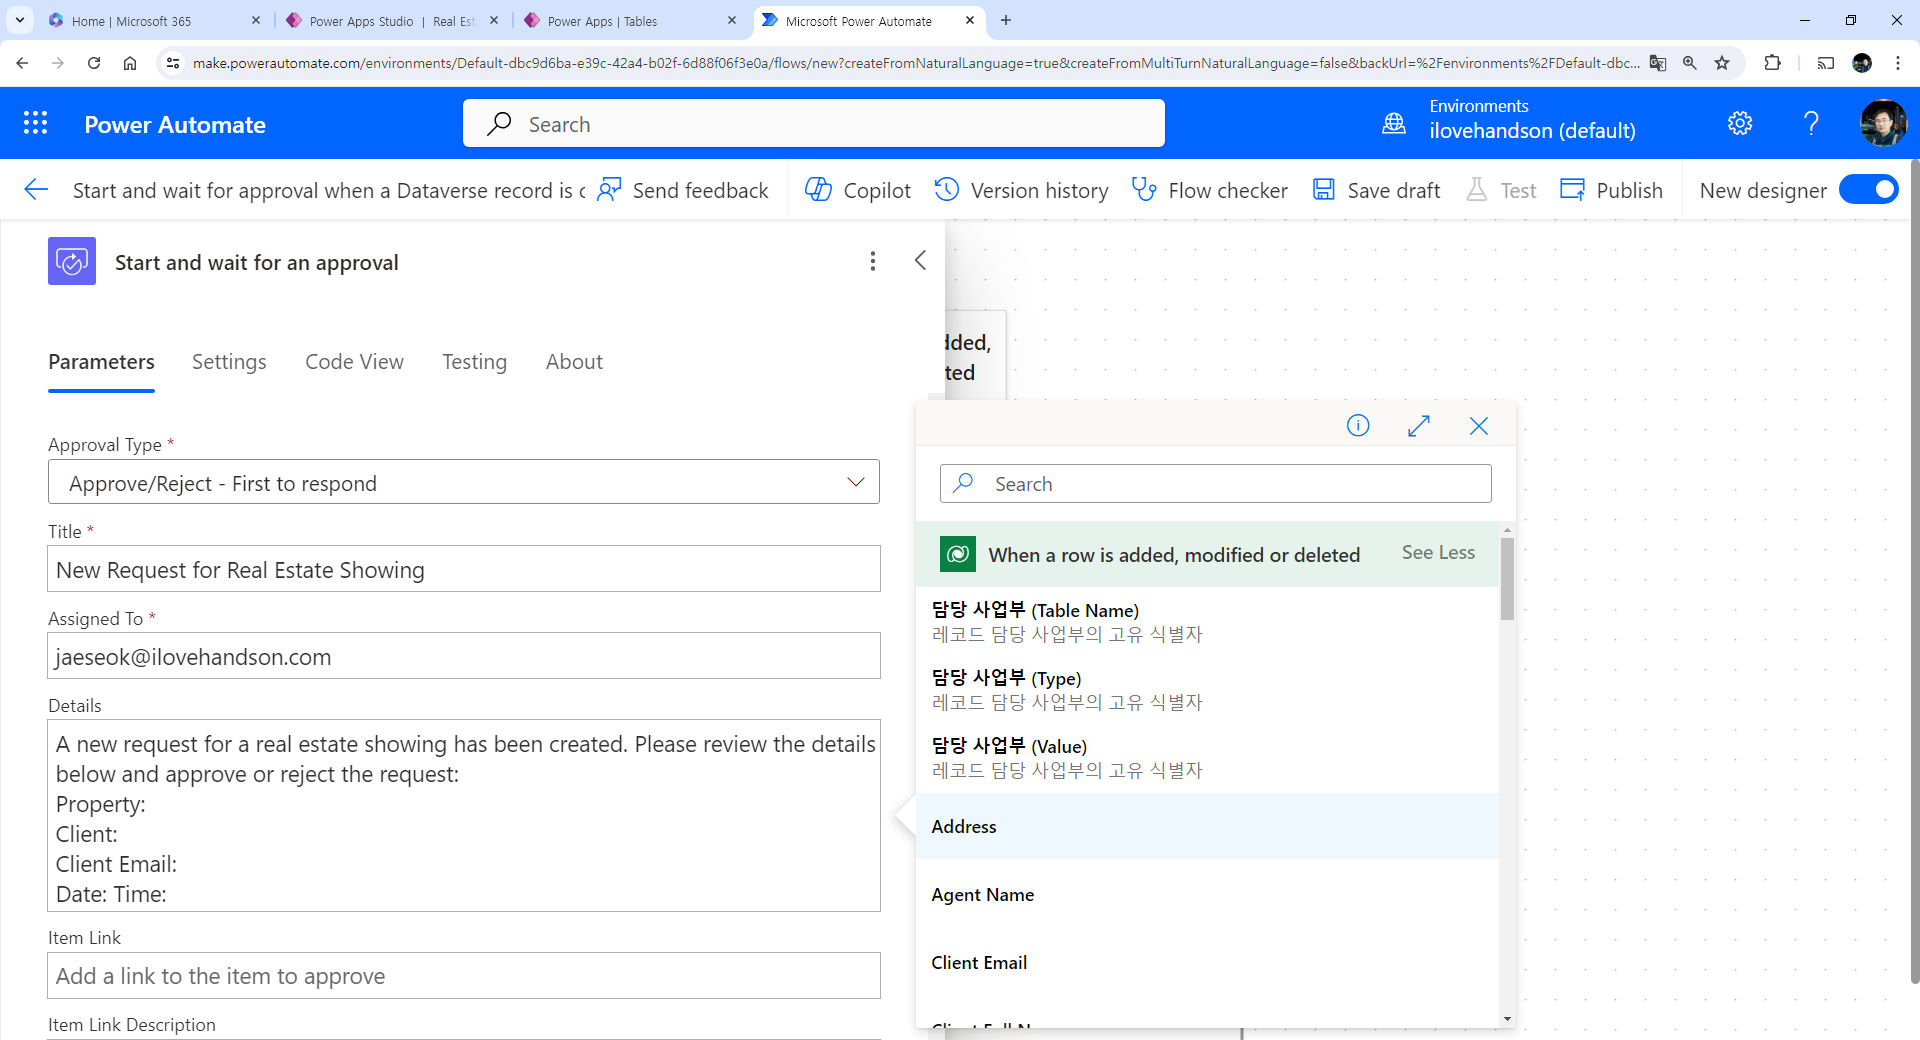 Home | Microsoft 365
Power Apps Studio | Real Est
Power Apps | Tables
Microsoft Power Automate
make.powerautomate.com/environments/Default-dbc9d6ba-e39c-42a4-b02f-6d88f06f3e0a/flows/new?createFromNaturalLanguage=true&createFromMultiTurnNaturalLanguage=false&backUrl=%2Fenvironments%2FDefault-dbc...
Power Automate
Search
Environments
ilovehandson (default)
Start and wait for approval when a Dataverse record is c
Send feedback
Copilot
Version history
Flow checker
Save draft
Test
Publish
New designer
Start and wait for an approval
Parameters
Settings
Code View
Testing
About
Approval Type *
Approve/Reject - First to respond
Title *
New Request for Real Estate Showing
Assigned To *
jaeseok@ilovehandson.com
Details
A new request for a real estate showing has been created. Please review the details
below and approve or reject the request:
Property:
Client:
Client Email:
Date: Time:
Item Link
Add a link to the item to approve
Item Link Description
dded,
ted
Search
When a row is added, modified or deleted
See Less
담당 사업부 (Table Name)
레코드 담당 사업부의 고유 식별자
담당 사업부 (Type)
레코드 담당 사업부의 고유 식별자
담당 사업부 (Value)
레코드 담당 사업부의 고유 식별자
Address
Agent Name
Client Email